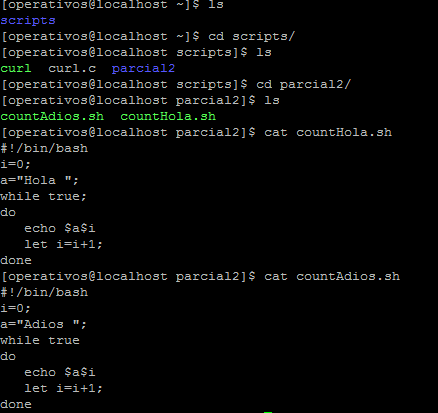 [operativos@localhost ~]$ ls
scripts
[operativos@localhost ~]$ cd scripts/
[operativos@localhost scripts]$ ls
curl  curl.c  parcial2
[operativos@localhost scripts]$ cd parcial2/
[operativos@localhost parcial2]$ ls
countAdios.sh  countHola.sh
[operativos@localhost parcial2]$ cat countHola.sh
#!/bin/bash
i=0;
a="Hola ";
while true;
do
   echo $a$i
   let i=i+1;
done
[operativos@localhost parcial2]$ cat countAdios.sh
#!/bin/bash
i=0;
a="Adios ";
while true
do
   echo $a$i
   let i=i+1;
done